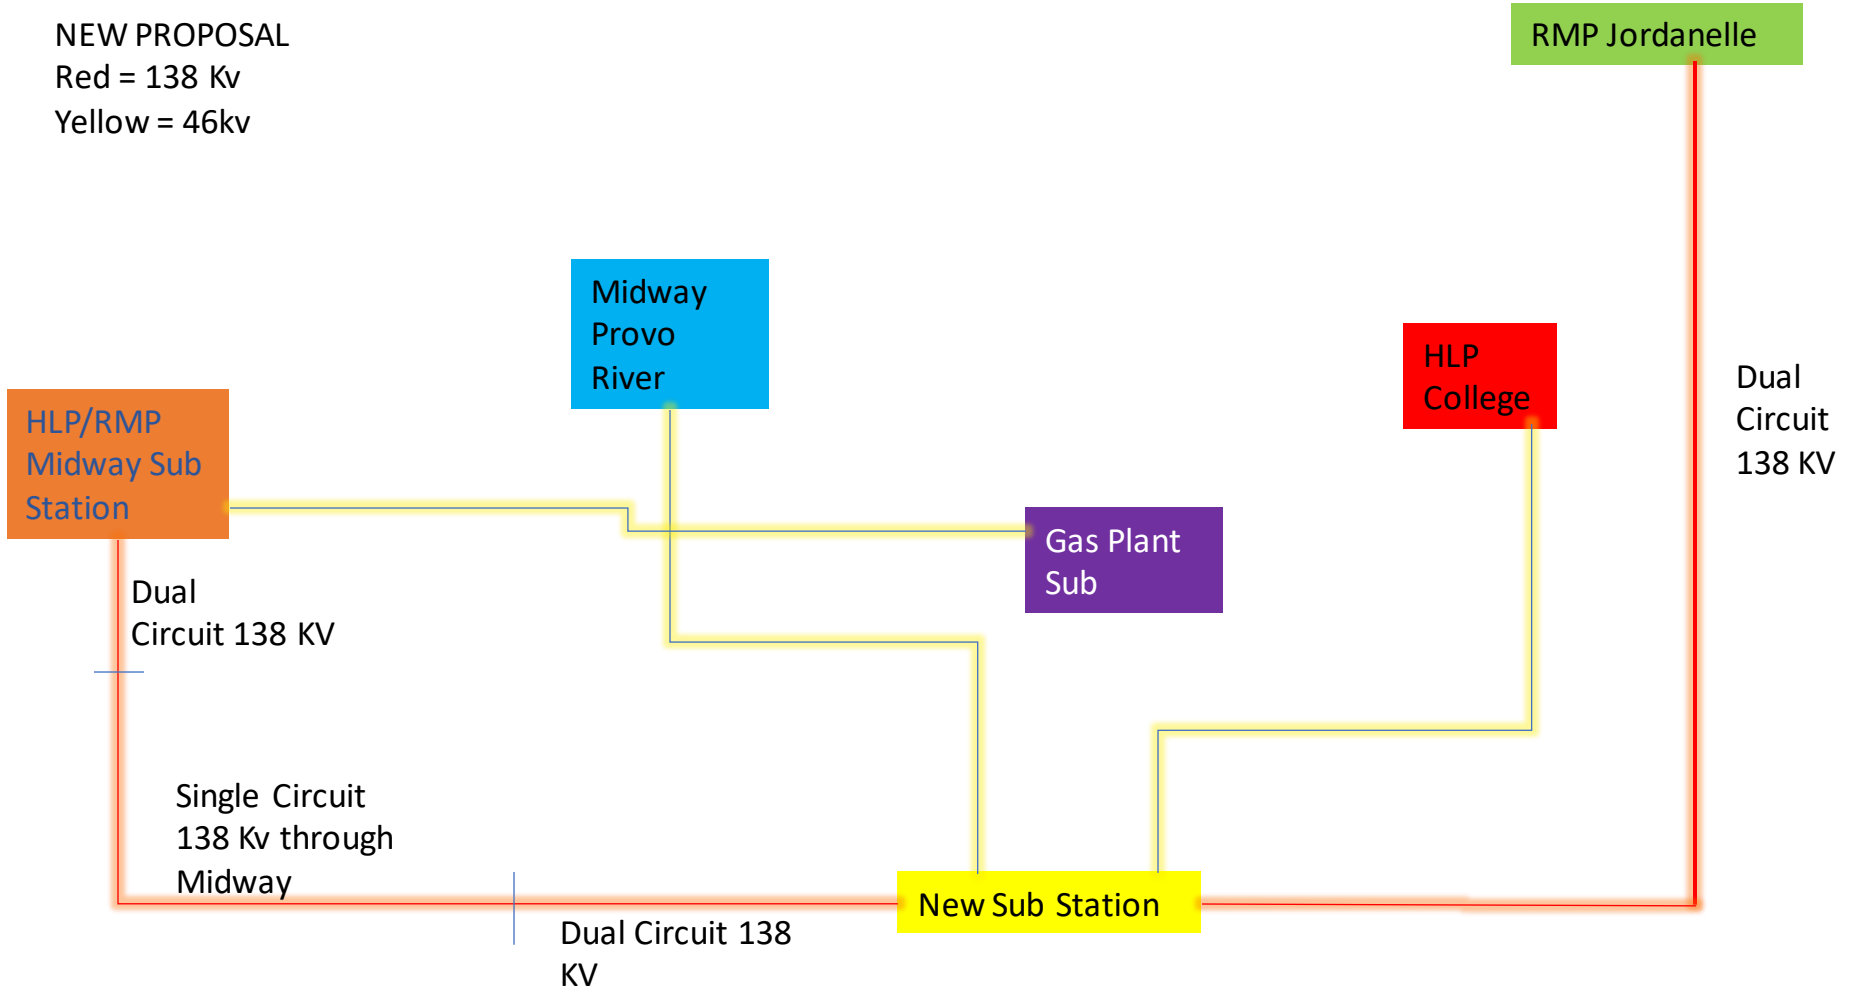 NEW PROPOSAL
Red = 138 Kv
Yellow = 46kv
RMP Jordanelle
Midway
Provo
River
HLP
College
Dual
Circuit
138 KV
HLP/RMP
Midway Sub
Station
Gas Plant
Sub
Dual
Circuit 138 KV
Single Circuit
138 Kv through
Midway
New Sub Station
Dual Circuit 138
KV